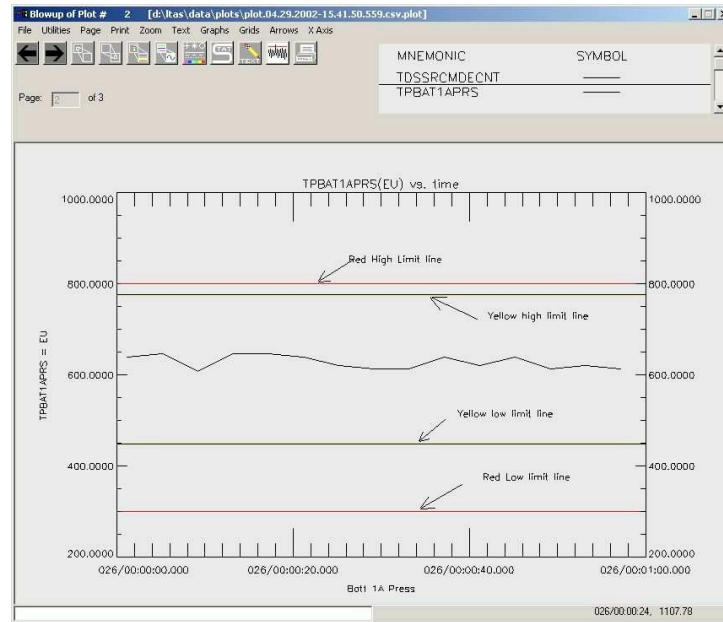 Blowup of Plot # 2 [d:\ltas\data\plots\plot.04.29.2002-15.41.50.559.csv.plot]
File Utilities Page Print Zoom Text Graphs Grids Arrows X Axis
MNEMONIC SYMBOL
TDSSRCMDECNT
TPBAT1APRS
Page: 2 of 3
TPBAT1APRS(EU) vs. time
1000.0000 1000.0000
Red High Limit line
800.0000 800.0000
Yellow high limit line
TPBAT1APRS = EU
600.0000 600.0000
Yellow low limit line
400.0000 400.0000
Red Low limit line
200.0000 200.0000
026/00:00:00.000 026/00:00:20.000 026/00:00:40.000 026/00:01:00.000
Batt 1A Press
026/00:00:24, 1107.78